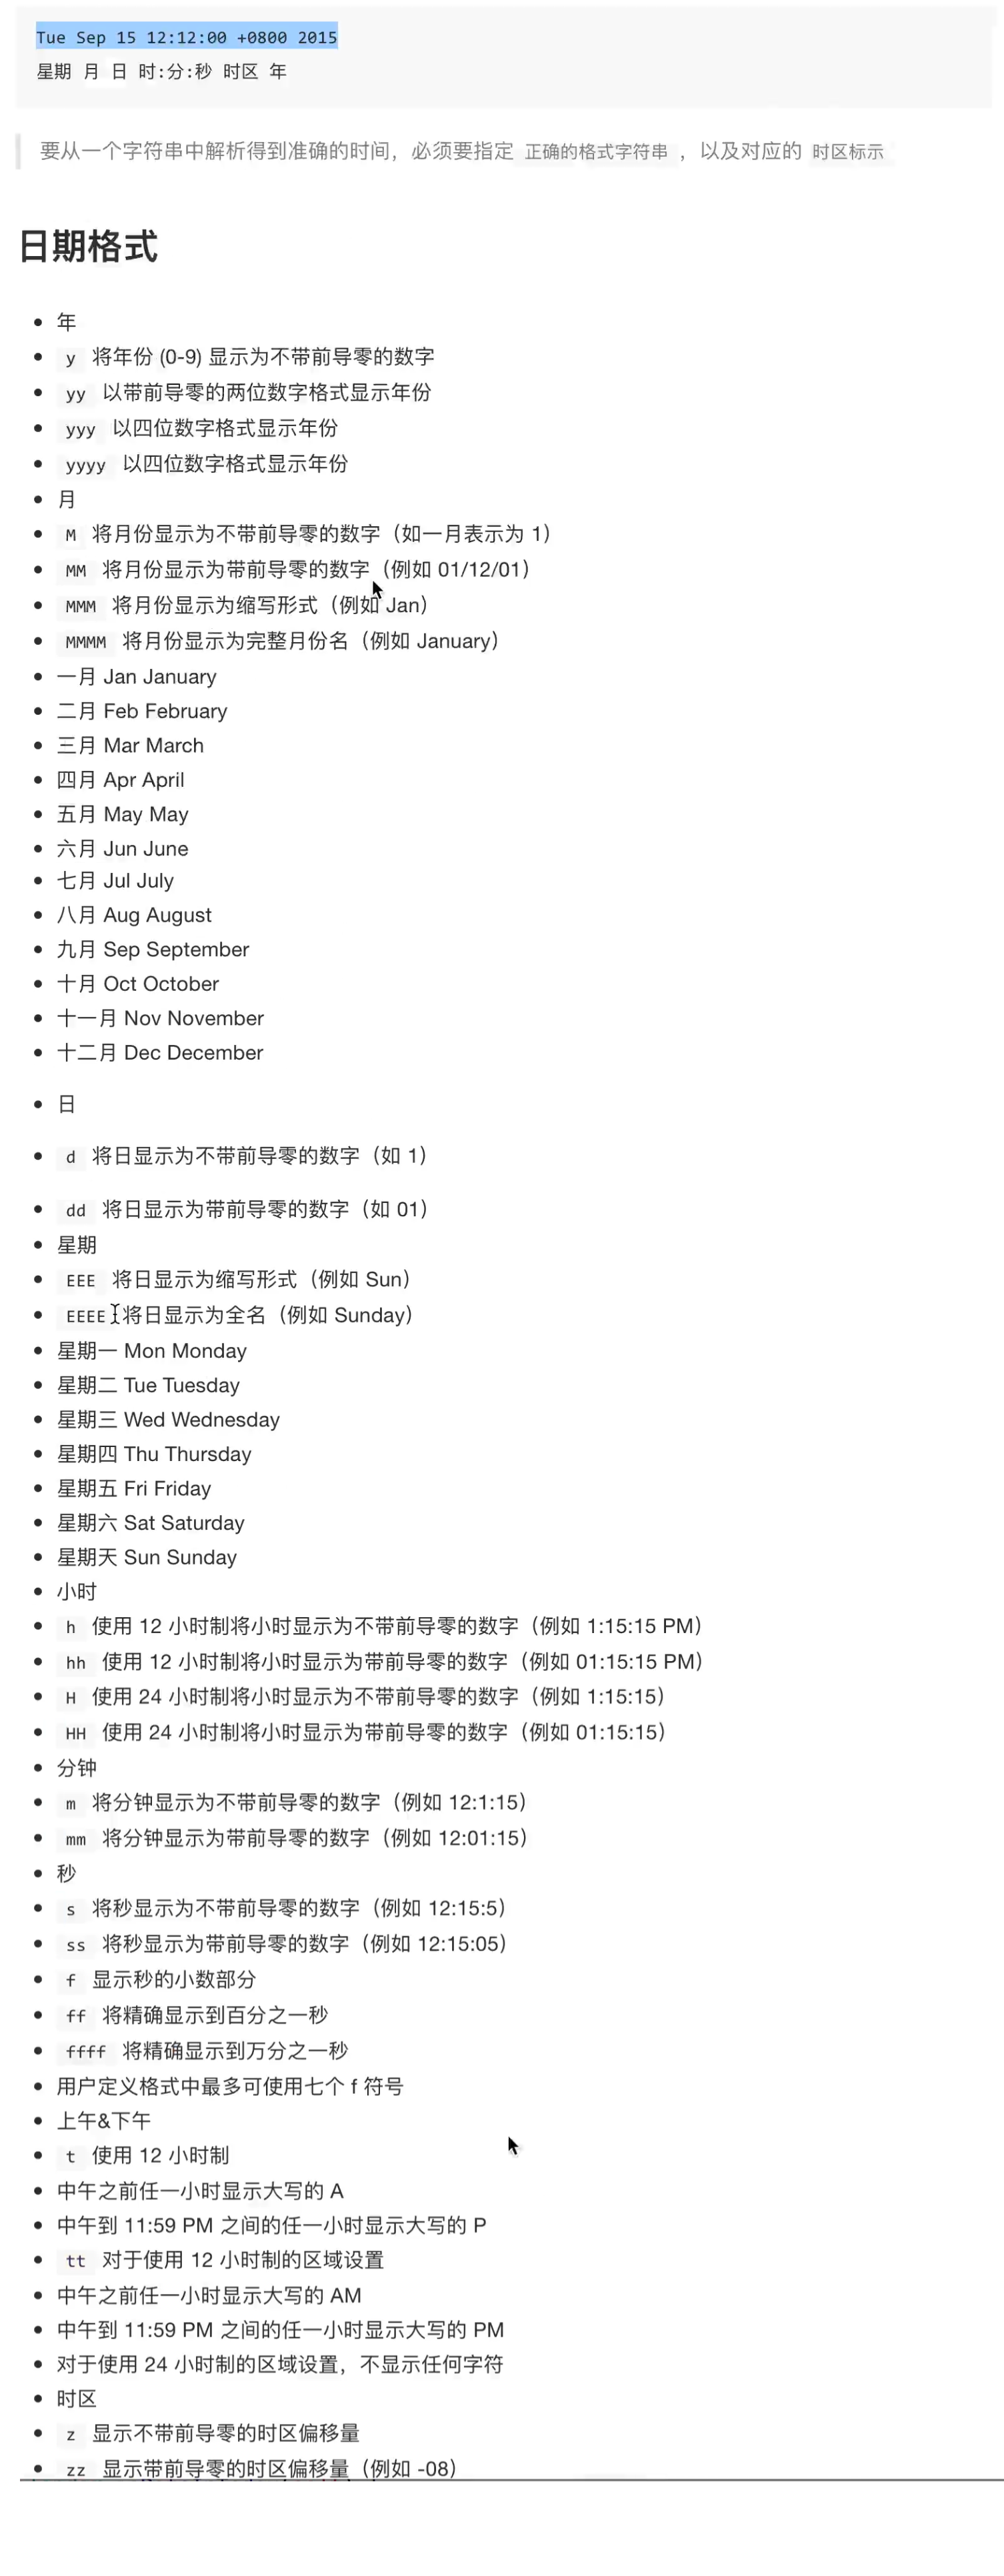 Tue Sep 15 12:12:00 +0800 2015
星期 月 日 时:分:秒 时区 年
要从一个字符串中解析得到准确的时间，必须要指定 正确的格式字符串 ，以及对应的 时区标示
日期格式
年
y 将年份 (0-9) 显示为不带前导零的数字
yy 以带前导零的两位数字格式显示年份
yyy 以四位数字格式显示年份
yyyy 以四位数字格式显示年份
月
M 将月份显示为不带前导零的数字（如一月表示为 1）
MM 将月份显示为带前导零的数字（例如 01/12/01）
MMM 将月份显示为缩写形式（例如 Jan）
MMMM 将月份显示为完整月份名（例如 January）
一月 Jan January
二月 Feb February
三月 Mar March
四月 Apr April
五月 May May
六月 Jun June
七月 Jul July
八月 Aug August
九月 Sep September
十月 Oct October
十一月 Nov November
十二月 Dec December
日
d 将日显示为不带前导零的数字（如 1）
dd 将日显示为带前导零的数字（如 01）
星期
EEE 将日显示为缩写形式（例如 Sun）
EEEE 将日显示为全名（例如 Sunday）
星期一 Mon Monday
星期二 Tue Tuesday
星期三 Wed Wednesday
星期四 Thu Thursday
星期五 Fri Friday
星期六 Sat Saturday
星期天 Sun Sunday
小时
h 使用 12 小时制将小时显示为不带前导零的数字（例如 1:15:15 PM）
hh 使用 12 小时制将小时显示为带前导零的数字（例如 01:15:15 PM）
H 使用 24 小时制将小时显示为不带前导零的数字（例如 1:15:15）
HH 使用 24 小时制将小时显示为带前导零的数字（例如 01:15:15）
分钟
m 将分钟显示为不带前导零的数字（例如 12:1:15）
mm 将分钟显示为带前导零的数字（例如 12:01:15）
秒
s 将秒显示为不带前导零的数字（例如 12:15:5）
ss 将秒显示为带前导零的数字（例如 12:15:05）
f 显示秒的小数部分
ff 将精确显示到百分之一秒
ffff 将精确显示到万分之一秒
用户定义格式中最多可使用七个 f 符号
上午&下午
t 使用 12 小时制
中午之前任一小时显示大写的 A
中午到 11:59 PM 之间的任一小时显示大写的 P
tt 对于使用 12 小时制的区域设置
中午之前任一小时显示大写的 AM
中午到 11:59 PM 之间的任一小时显示大写的 PM
对于使用 24 小时制的区域设置，不显示任何字符
时区
z 显示不带前导零的时区偏移量
zz 显示带前导零的时区偏移量（例如 -08）